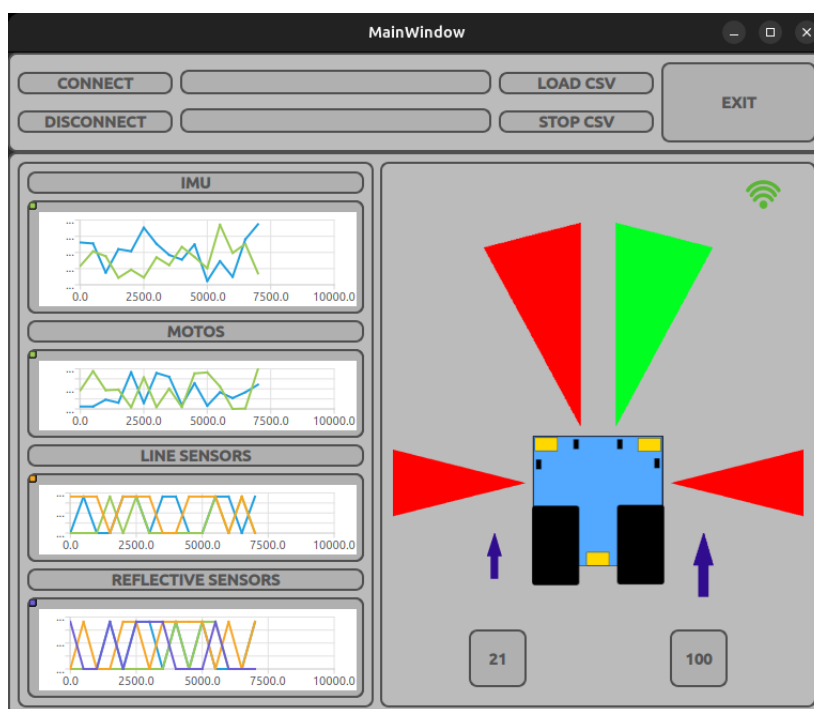 MainWindow
CONNECT
LOAD CSV
EXIT
DISCONNECT
STOP CSV
IMU
...
...
...
...
...
0.0 2500.0 5000.0 7500.0 10000.0
MOTOS
...
...
...
0.0 2500.0 5000.0 7500.0 10000.0
LINE SENSORS
...
...
...
0.0 2500.0 5000.0 7500.0 10000.0
REFLECTIVE SENSORS
...
...
...
...
0.0 2500.0 5000.0 7500.0 10000.0
21
100